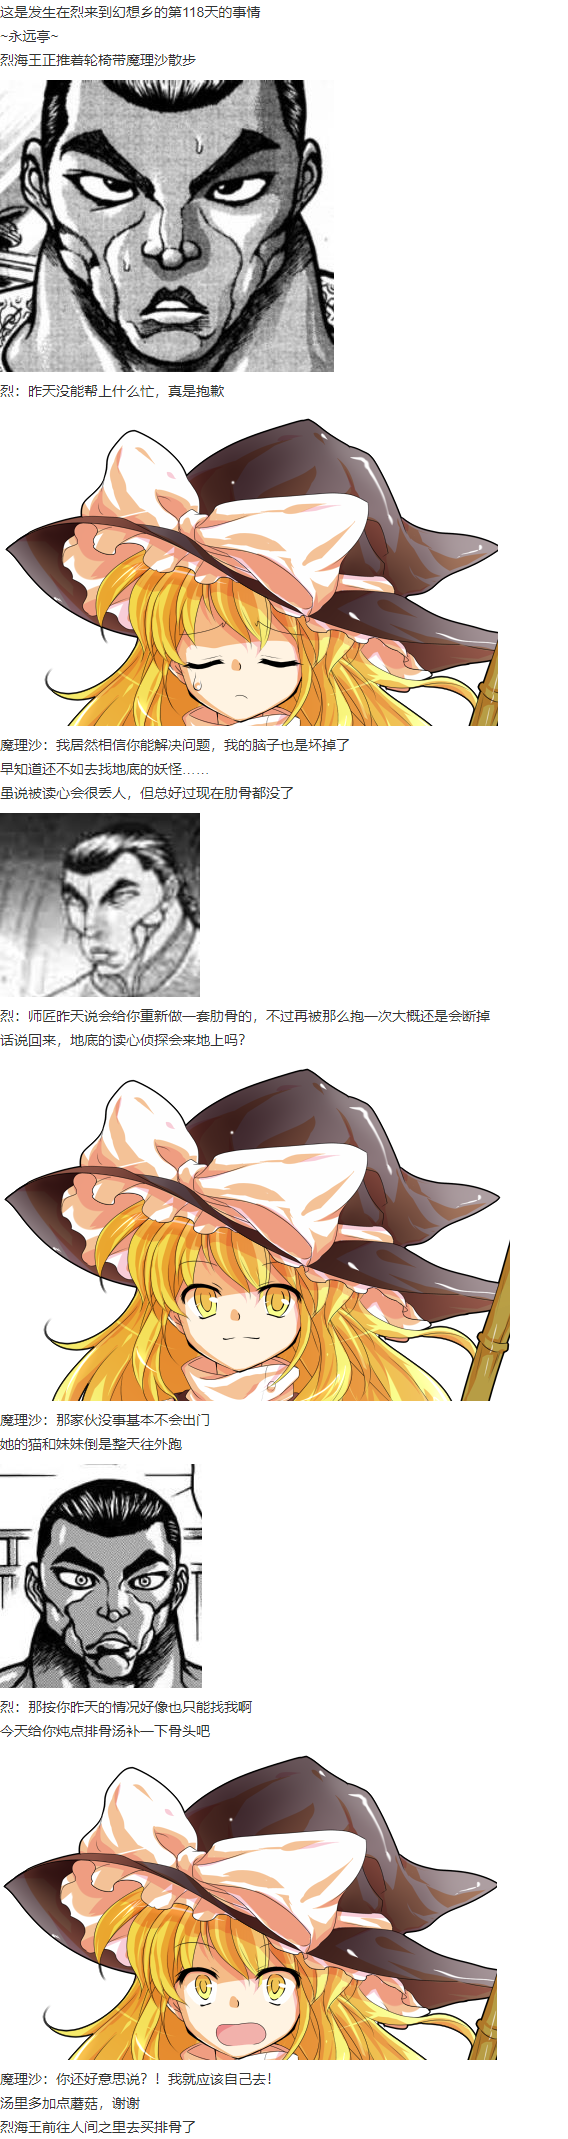 这是发生在烈来到幻想乡的第118天的事情
~永远亭~
烈海王正推着轮椅带魔理沙散步
烈：昨天没能帮上什么忙，真是抱歉
魔理沙：我居然相信你能解决问题，我的脑子也是坏掉了
早知道还不如去找地底的妖怪……
虽说被读心会很丢人，但总好过现在肋骨都没了
烈：师匠昨天说会给你重新做一套肋骨的，不过再被那么抱一次大概还是会断掉
话说回来，地底的读心侦探会来地上吗？
魔理沙：那家伙没事基本不会出门
她的猫和妹妹倒是整天往外跑
烈：那按你昨天的情况好像也只能找我啊
今天给你炖点排骨汤补一下骨头吧
魔理沙：你还好意思说？！我就应该自己去！
汤里多加点蘑菇，谢谢
烈海王前往人间之里去买排骨了